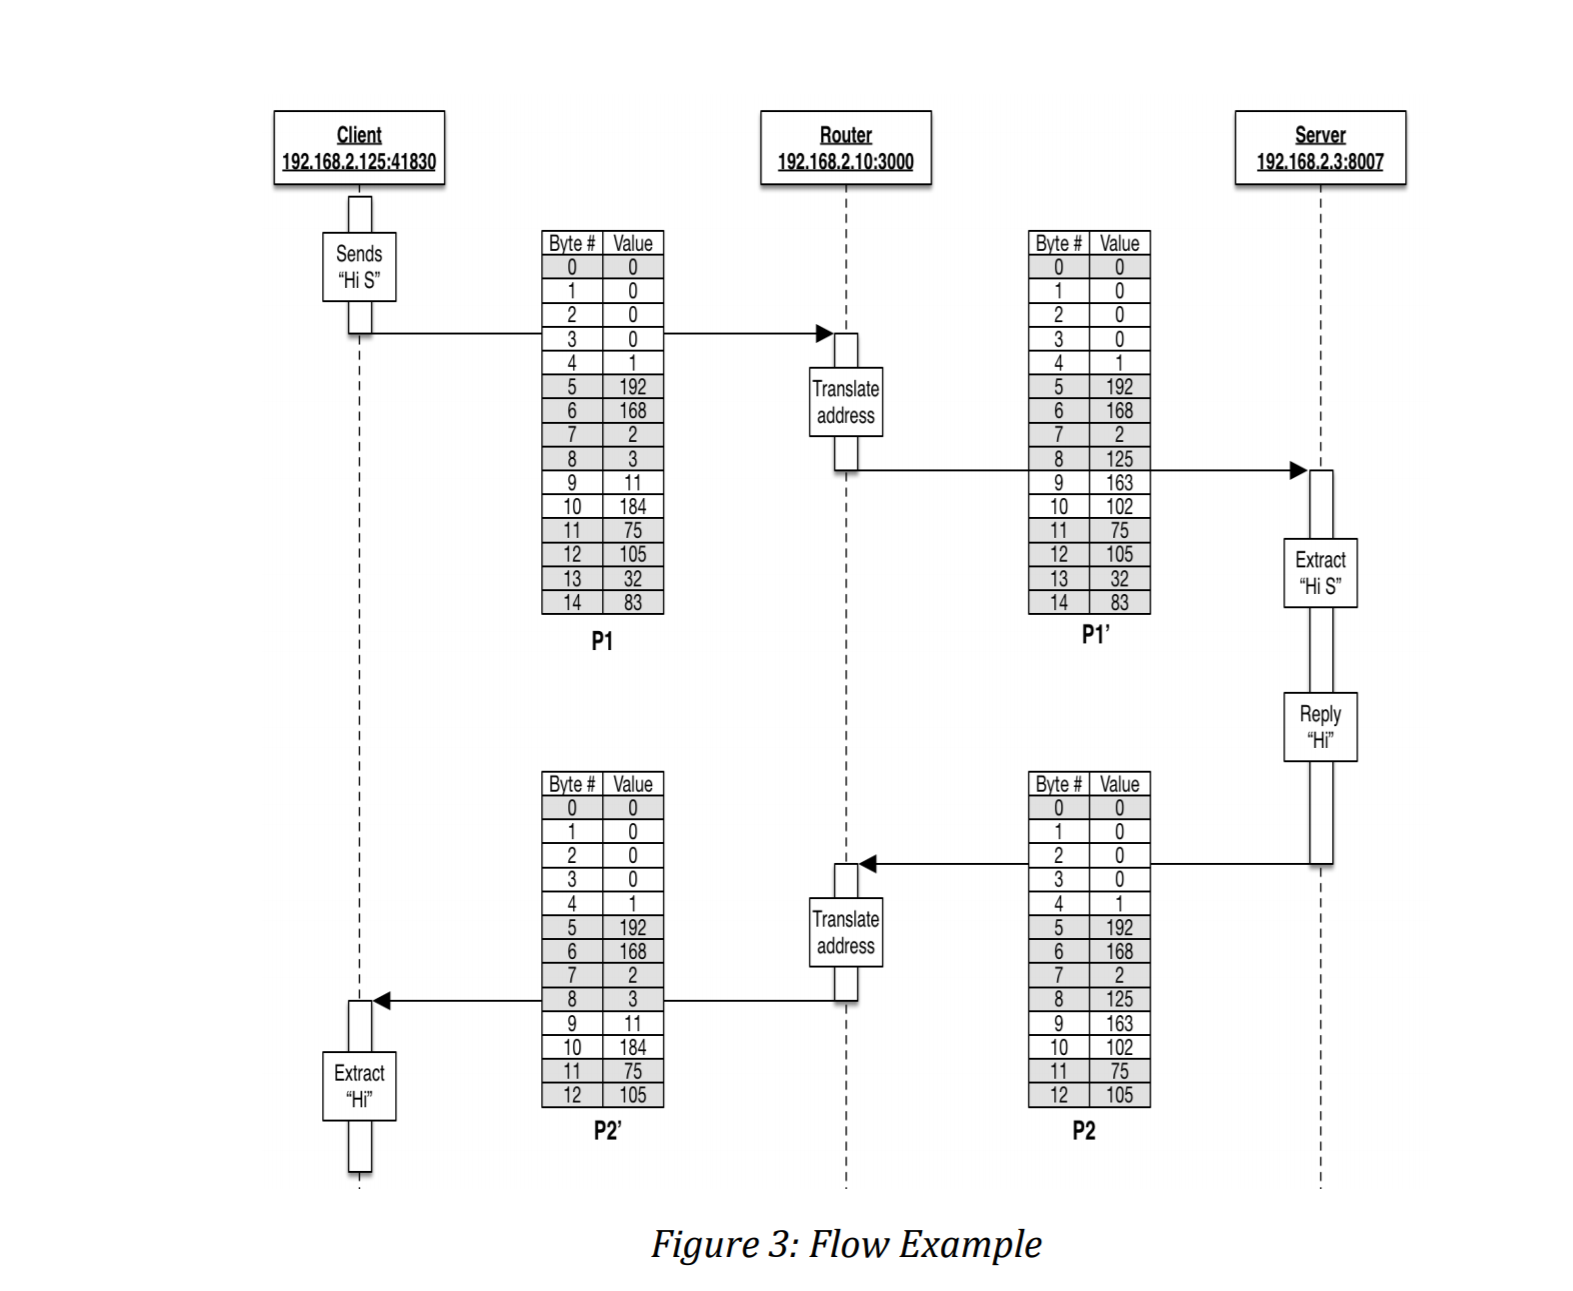 Client
192.168.2.125:41830
Router
192.168.2.10:3000
Server
192.168.2.3:8007
Sends
“Hi S”
Byte # Value
0 0
1 0
2 0
3 0
4 1
5 192
6 168
7 2
8 3
9 11
10 184
11 75
12 105
13 32
14 83
P1
Translate
address
Byte # Value
0 0
1 0
2 0
3 0
4 1
5 192
6 168
7 2
8 125
9 163
10 102
11 75
12 105
13 32
14 83
P1’
Extract
“Hi S”
Reply
“Hi”
Byte # Value
0 0
1 0
2 0
3 0
4 1
5 192
6 168
7 2
8 125
9 163
10 102
11 75
12 105
P2
Translate
address
Byte # Value
0 0
1 0
2 0
3 0
4 1
5 192
6 168
7 2
8 3
9 11
10 184
11 75
12 105
P2’
Extract
“Hi”
Figure 3: Flow Example